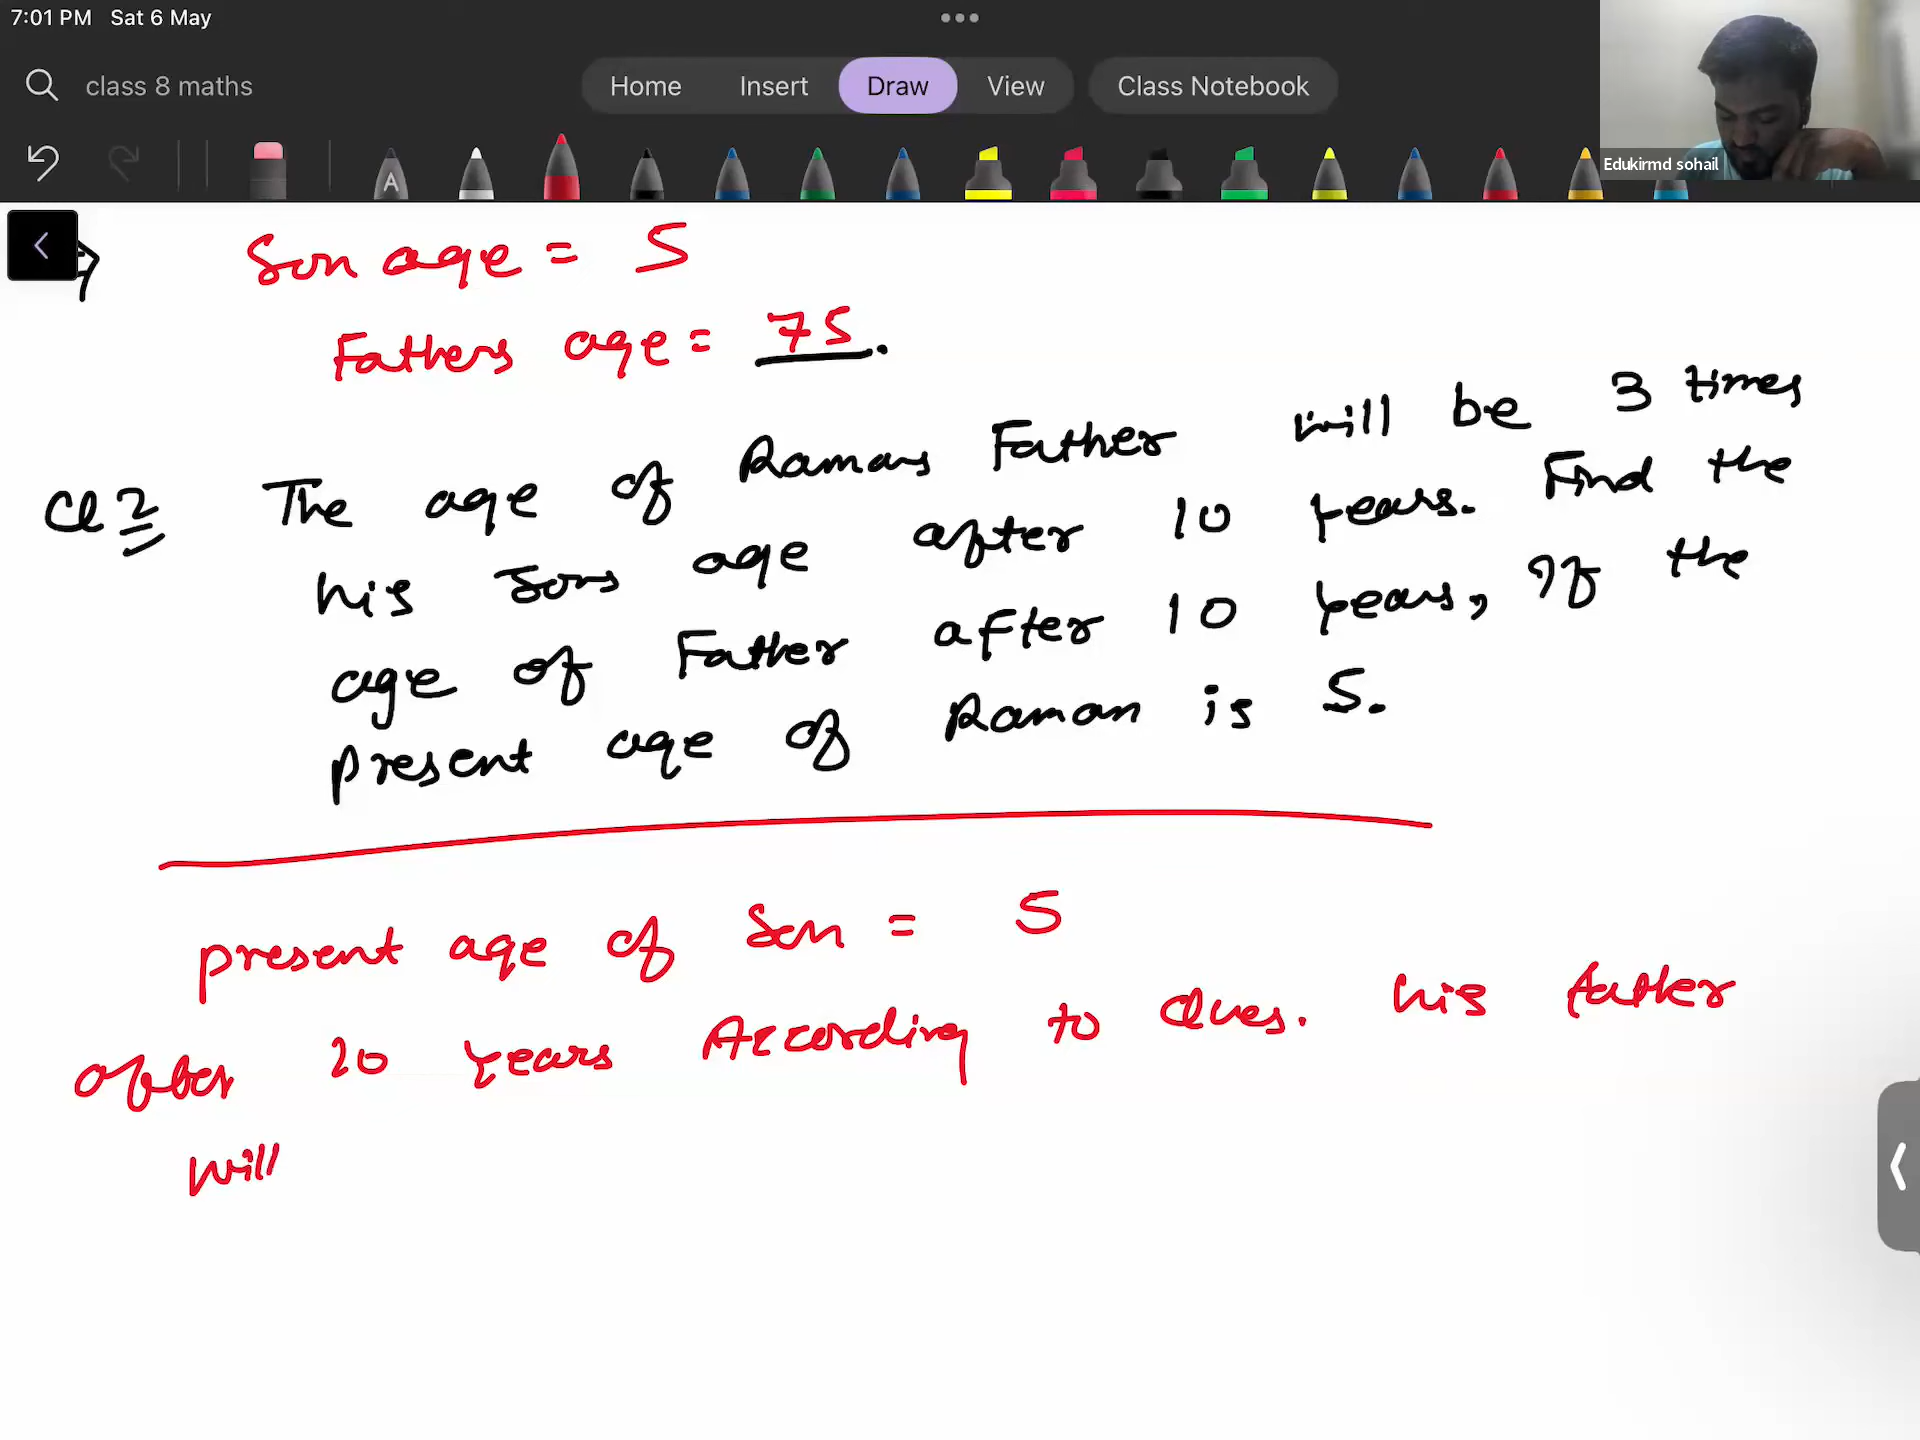 7:01 PM Sat 6 May
class 8 maths
Home Insert Draw View Class Notebook
A
Edukirmd sohail
Son age = 5
Fathers age = 75.
Q2 The age of Ramans Father will be 3 times
his sons age after 10 years. Find the
age of Father after 10 years, If the
present age of Raman is 5.
present age of Son = 5
after 20 years According to Ques. his father
will